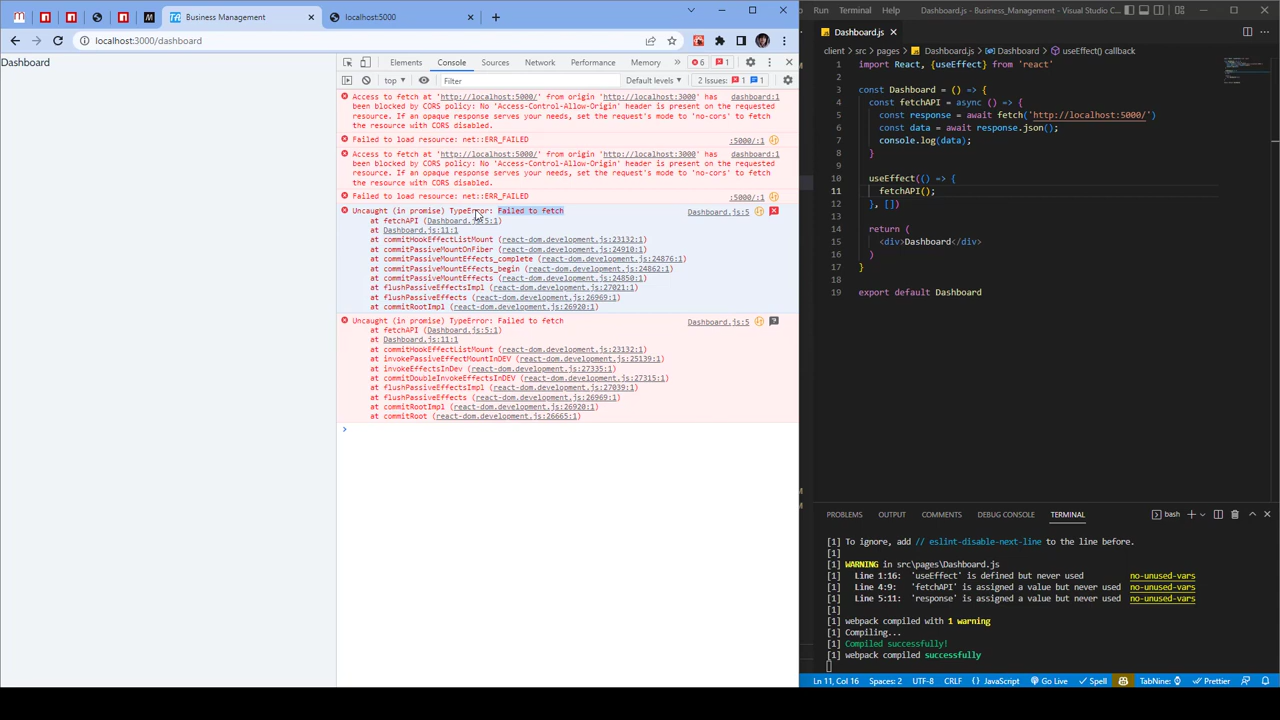 Business Management
localhost:5000
localhost:3000/dashboard
Dashboard
Elements Console Sources Network Performance Memory » 6 1
top Filter Default levels 2 Issues: 1 1
Access to fetch at 'http://localhost:5000/' from origin 'http://localhost:3000' has dashboard:1
been blocked by CORS policy: No 'Access-Control-Allow-Origin' header is present on the requested
resource. If an opaque response serves your needs, set the request's mode to 'no-cors' to fetch
the resource with CORS disabled.
Failed to load resource: net::ERR_FAILED :5000/:1
Access to fetch at 'http://localhost:5000/' from origin 'http://localhost:3000' has dashboard:1
been blocked by CORS policy: No 'Access-Control-Allow-Origin' header is present on the requested
resource. If an opaque response serves your needs, set the request's mode to 'no-cors' to fetch
the resource with CORS disabled.
Failed to load resource: net::ERR_FAILED :5000/:1
Uncaught (in promise) TypeError: Failed to fetch Dashboard.js:5
at fetchAPI (Dashboard.js:5:1)
at Dashboard.js:11:1
at commitHookEffectListMount (react-dom.development.js:23132:1)
at commitPassiveMountOnFiber (react-dom.development.js:24910:1)
at commitPassiveMountEffects_complete (react-dom.development.js:24876:1)
at commitPassiveMountEffects_begin (react-dom.development.js:24862:1)
at commitPassiveMountEffects (react-dom.development.js:24850:1)
at flushPassiveEffectsImpl (react-dom.development.js:27021:1)
at flushPassiveEffects (react-dom.development.js:26969:1)
at commitRootImpl (react-dom.development.js:26920:1)
Uncaught (in promise) TypeError: Failed to fetch Dashboard.js:5
at fetchAPI (Dashboard.js:5:1)
at Dashboard.js:11:1
at commitHookEffectListMount (react-dom.development.js:23132:1)
at invokePassiveEffectMountInDEV (react-dom.development.js:25139:1)
at invokeEffectsInDev (react-dom.development.js:27335:1)
at commitDoubleInvokeEffectsInDEV (react-dom.development.js:27315:1)
at flushPassiveEffectsImpl (react-dom.development.js:27039:1)
at flushPassiveEffects (react-dom.development.js:26969:1)
at commitRootImpl (react-dom.development.js:26920:1)
at commitRoot (react-dom.development.js:26665:1)
Run Terminal Help Dashboard.js - Business_Management - Visual Studio C...
Dashboard.js
client > src > pages > Dashboard.js > Dashboard > useEffect() callback
1 import React, {useEffect} from 'react'
2
3 const Dashboard = () => {
4 const fetchAPI = async () => {
5 const response = await fetch('http://localhost:5000/')
6 const data = await response.json();
7 console.log(data);
8 }
9
10 useEffect(() => {
11 fetchAPI();
12 }, [])
13
14 return (
15 <div>Dashboard</div>
16 )
17 }
18
19 export default Dashboard
PROBLEMS OUTPUT COMMENTS DEBUG CONSOLE TERMINAL bash
[1] To ignore, add // eslint-disable-next-line to the line before.
[1]
[1] WARNING in src\pages\Dashboard.js
[1] Line 1:16: 'useEffect' is defined but never used no-unused-vars
[1] Line 4:9: 'fetchAPI' is assigned a value but never used no-unused-vars
[1] Line 5:11: 'response' is assigned a value but never used no-unused-vars
[1]
[1] webpack compiled with 1 warning
[1] Compiling...
[1] Compiled successfully!
[1] webpack compiled successfully
Ln 11, Col 16 Spaces: 2 UTF-8 CRLF JavaScript Go Live Spell TabNine: Prettier